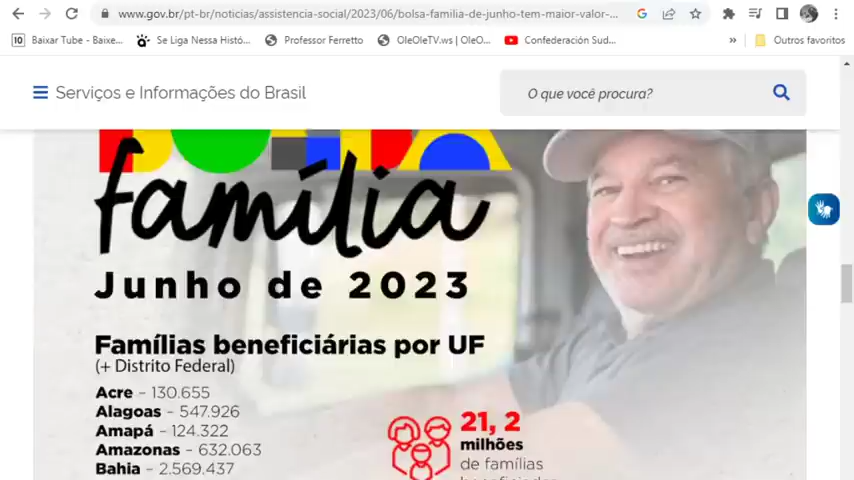 www.gov.br/pt-br/noticias/assistencia-social/2023/06/bolsa-familia-de-junho-tem-maior-valor-...
Baixar Tube - Baixe...
Se Liga Nessa Histó...
Professor Ferretto
OleOleTV.ws | OleO...
Confederación Sud...
»
Outros favoritos
Serviços e Informações do Brasil
O que você procura?
família
Junho de 2023
Famílias beneficiárias por UF
(+ Distrito Federal)
Acre – 130.655
Alagoas – 547.926
Amapá – 124.322
Amazonas – 632.063
Bahia – 2.569.437
21, 2
milhões
de famílias